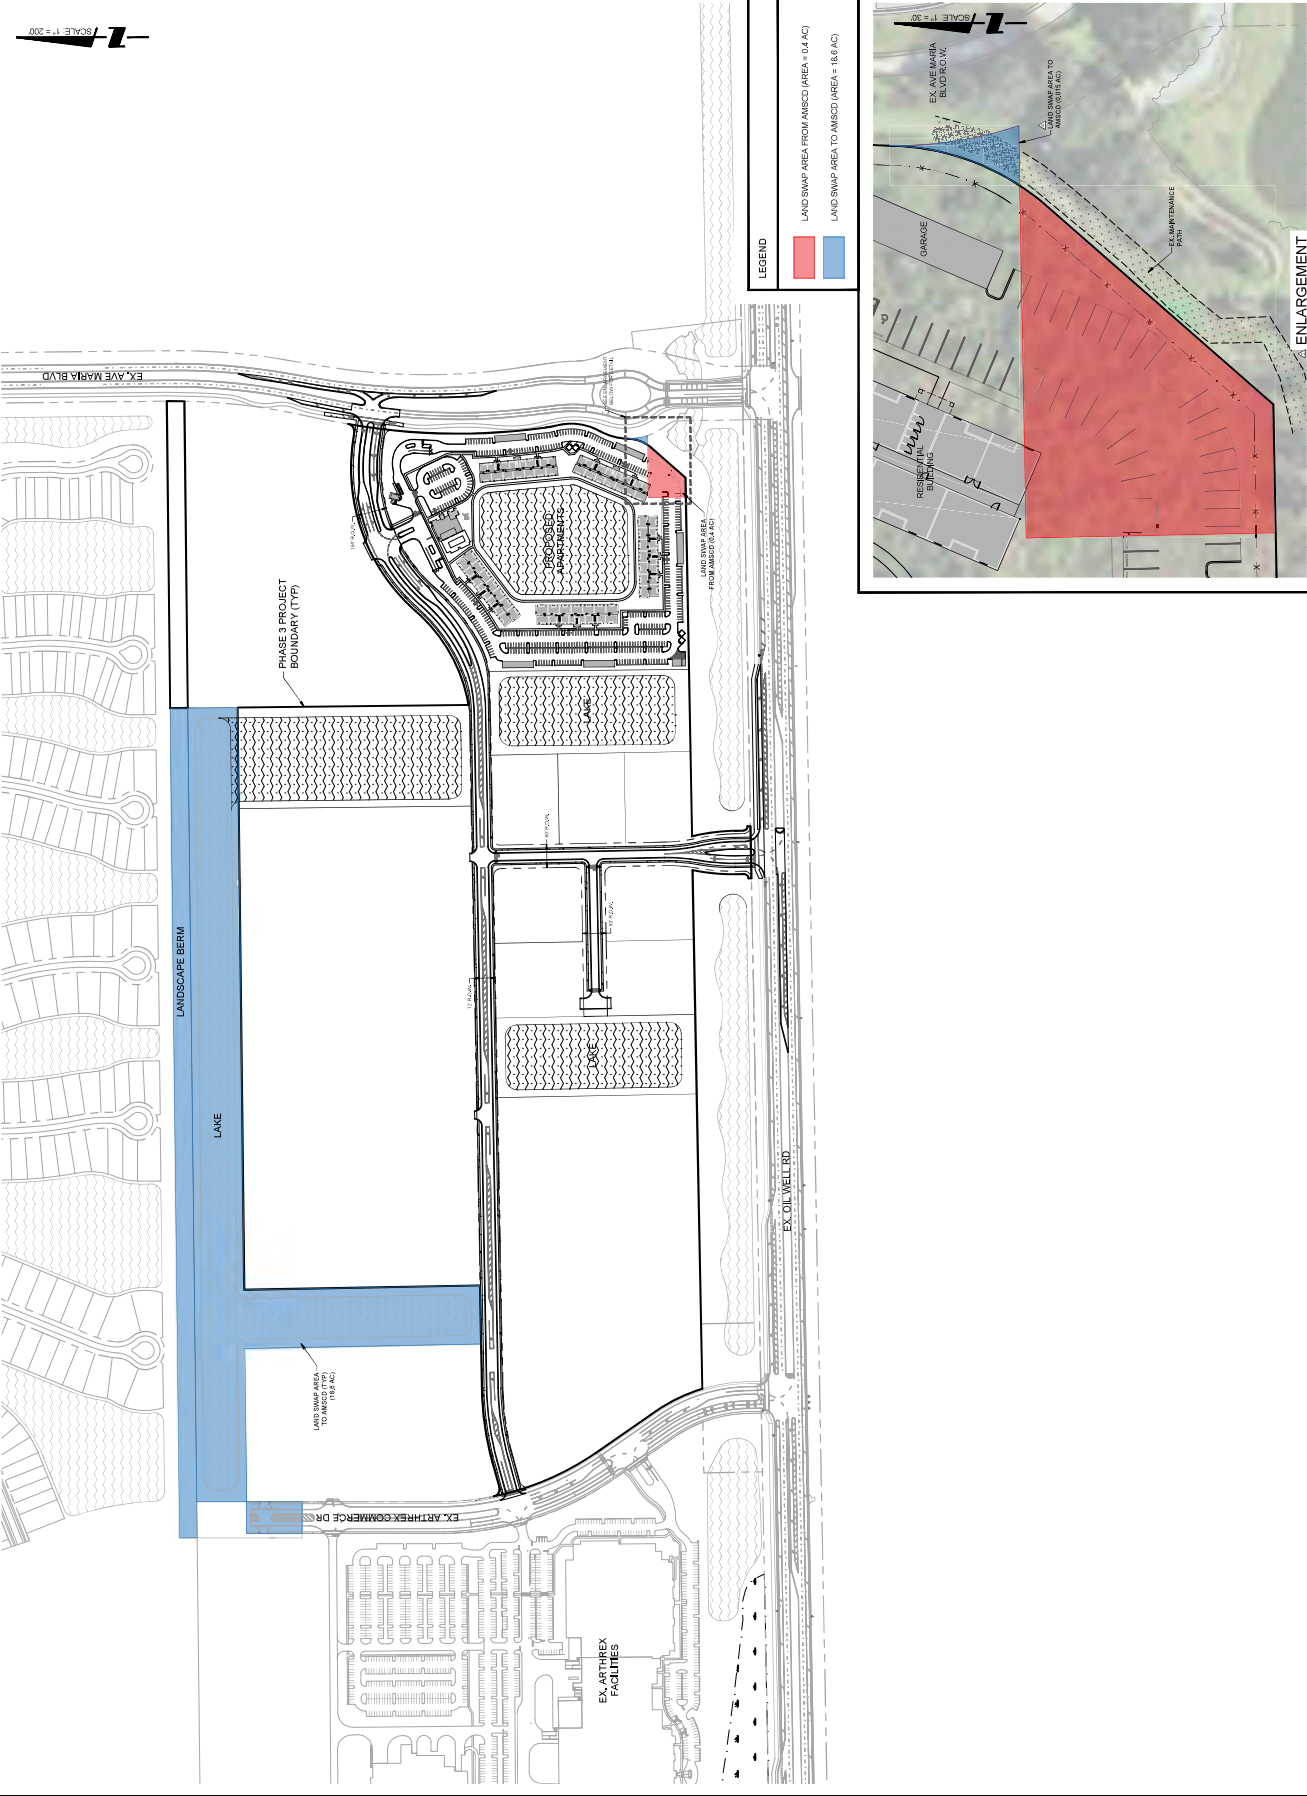 SCALE: 1" = 200'
LEGEND
LAND SWAP AREA FROM AMSCD (AREA = 0.4 AC)
LAND SWAP AREA TO AMSCD (AREA = 18.6 AC)
SCALE: 1" = 30'
EX. AVE MARIA
BLVD R.O.W.
LAND SWAP AREA TO
AMSCD (0.015 AC)
GARAGE
EX. MAINTENANCE
PATH
RESIDENTIAL
BUILDING
ENLARGEMENT
EX. AVE MARIA BLVD
SEE ENLARGEMENT
PROPOSED
APARTMENTS
LAND SWAP AREA
FROM AMSCD (0.4 AC)
PHASE 3 PROJECT
BOUNDARY (TYP)
LAKE
LANDSCAPE BERM
LAKE
LAKE
EX. OIL WELL RD
LAND SWAP AREA
TO AMSCD (TYP)
(18.6 AC)
EX. ARTHREX COMMERCE DR
EX. ARTHREX
FACILITIES